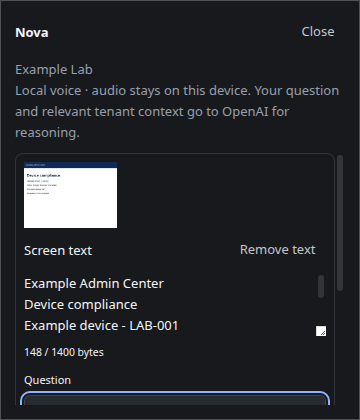 Nova
Close
Example Lab
Local voice · audio stays on this device. Your question
and relevant tenant context go to OpenAI for
reasoning.
Device compliance
Screen text
Remove text
Example Admin Center
Device compliance
Example device - LAB-001
148 / 1400 bytes
Question